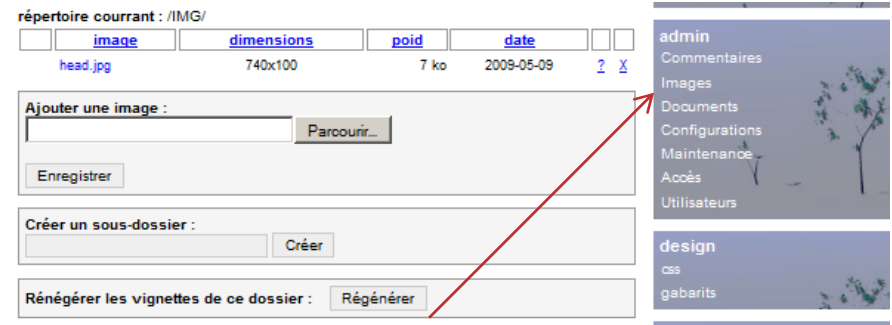 répertoire courrant : /IMG/
image dimensions poid date
head.jpg 740x100 7 ko 2009-05-09 ? X
Ajouter une image :
Parcourir...
Enregistrer
Créer un sous-dossier :
Créer
Rénégérer les vignettes de ce dossier : Régénérer
admin
Commentaires
Images
Documents
Configurations
Maintenance
Accès
Utilisateurs
design
css
gabarits